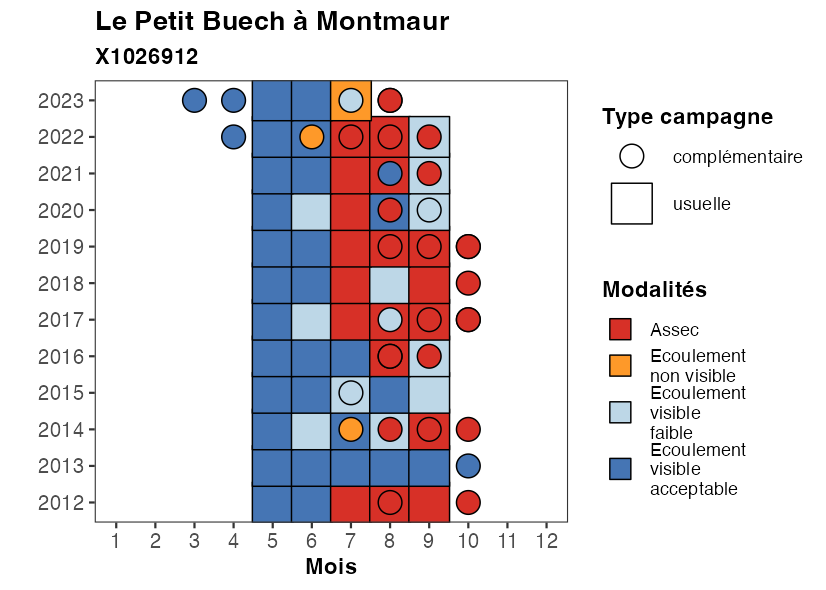 Le Petit Buech à Montmaur
X1026912
2023
2022
2021
2020
2019
2018
2017
2016
2015
2014
2013
2012
1 2 3 4 5 6 7 8 9 10 11 12
Mois
Type campagne
complémentaire
usuelle
Modalités
Assec
Ecoulement
non visible
Ecoulement
visible
faible
Ecoulement
visible
acceptable